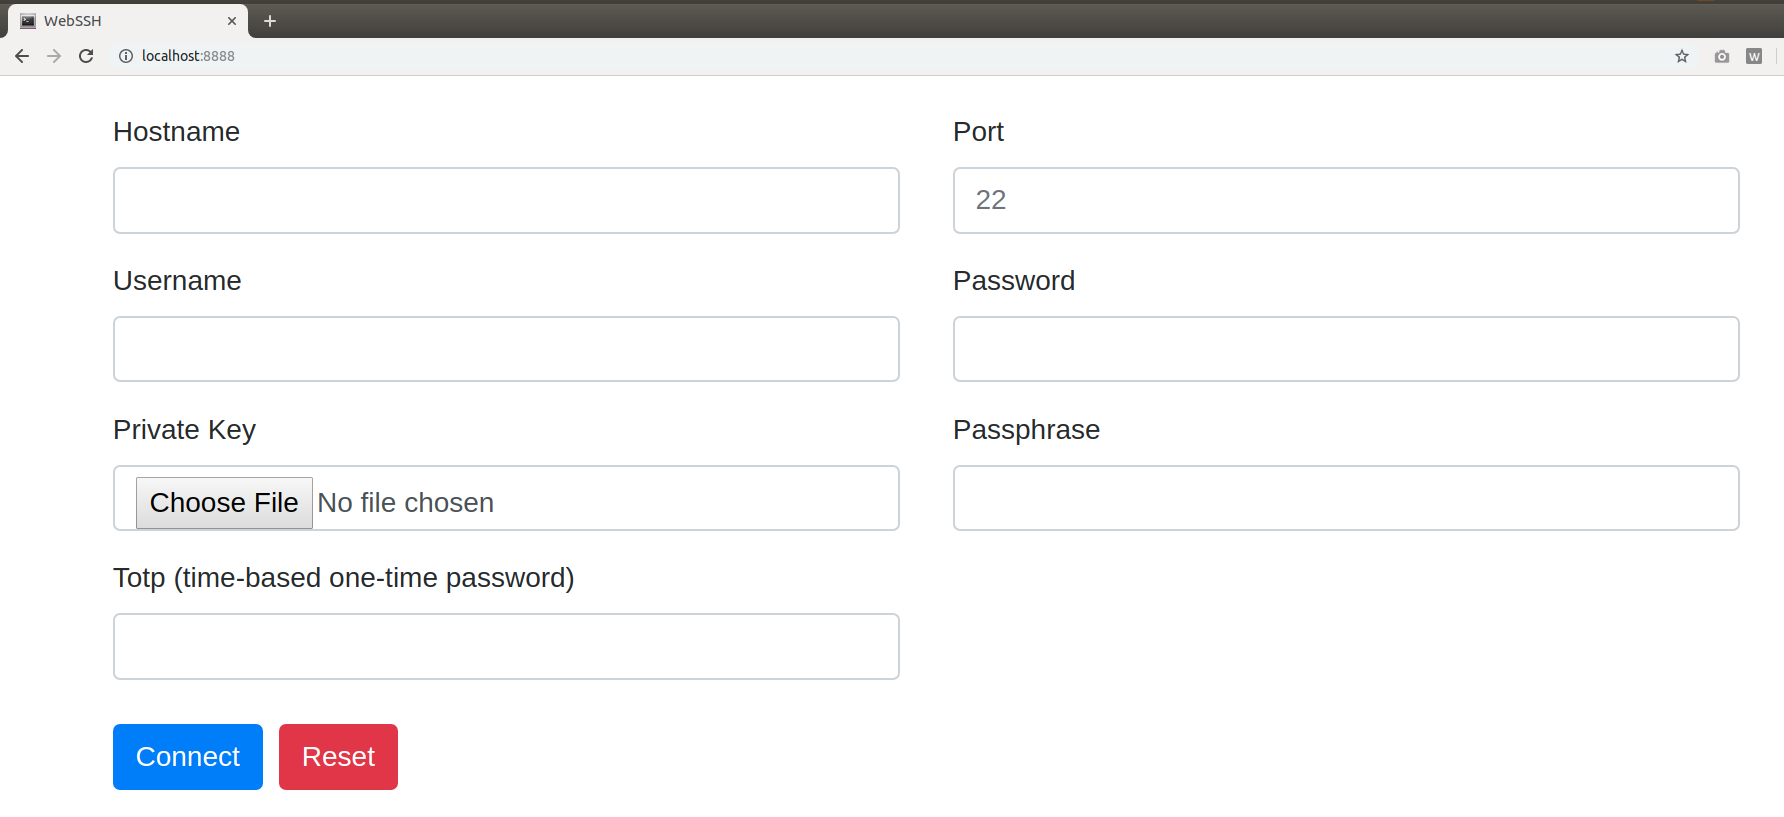 WebSSH
localhost:8888
W
Hostname
Port
22
Username
Password
Private Key
Passphrase
Choose File No file chosen
Totp (time-based one-time password)
Connect Reset